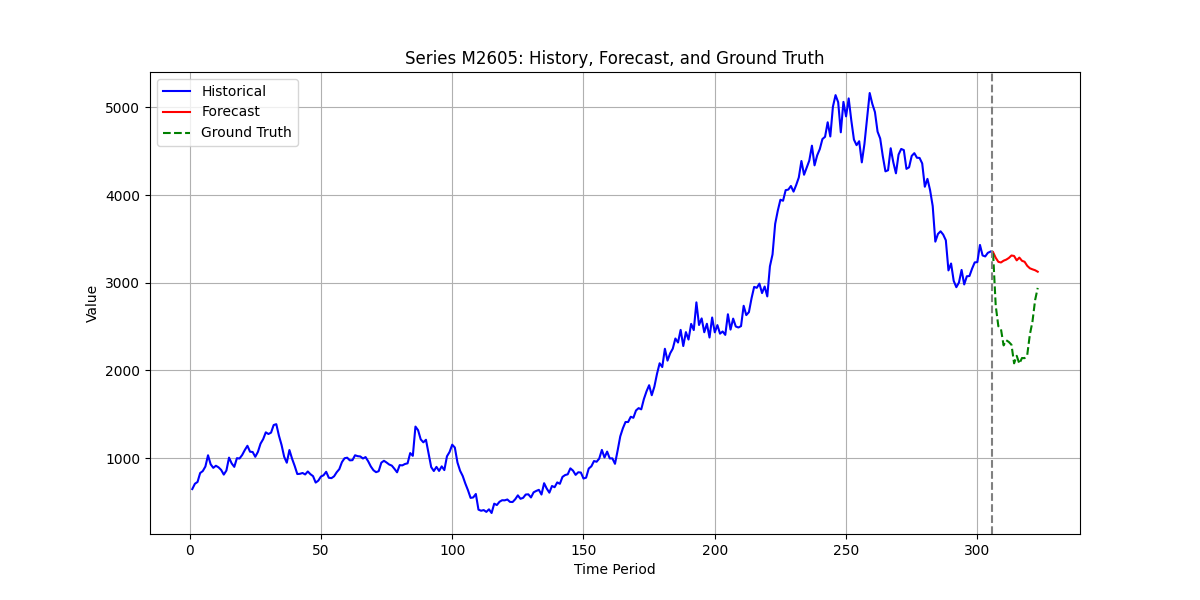 Series M2605: History, Forecast, and Ground Truth
Historical
Forecast
Ground Truth
5000
4000
3000
2000
1000
Value
0
50
100
150
200
250
300
Time Period